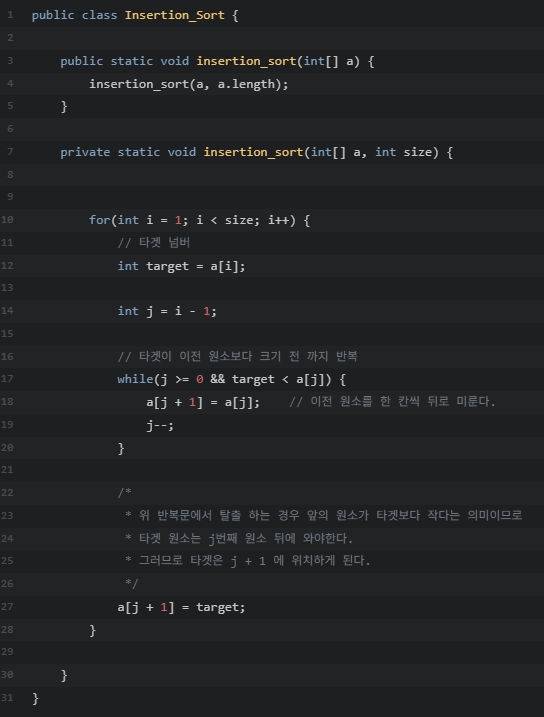 1 public class Insertion_Sort {
2
3     public static void insertion_sort(int[] a) {
4         insertion_sort(a, a.length);
5     }
6
7     private static void insertion_sort(int[] a, int size) {
8
9
10         for(int i = 1; i < size; i++) {
11             // 타겟 넘버
12             int target = a[i];
13
14             int j = i - 1;
15
16             // 타겟이 이전 원소보다 크기 전 까지 반복
17             while(j >= 0 && target < a[j]) {
18                 a[j + 1] = a[j];    // 이전 원소를 한 칸씩 뒤로 미룬다.
19                 j--;
20             }
21
22             /*
23              * 위 반복문에서 탈출 하는 경우 앞의 원소가 타겟보다 작다는 의미이므로
24              * 타겟 원소는 j번째 원소 뒤에 와야한다.
25              * 그러므로 타겟은 j + 1 에 위치하게 된다.
26              */
27             a[j + 1] = target;
28         }
29
30     }
31 }